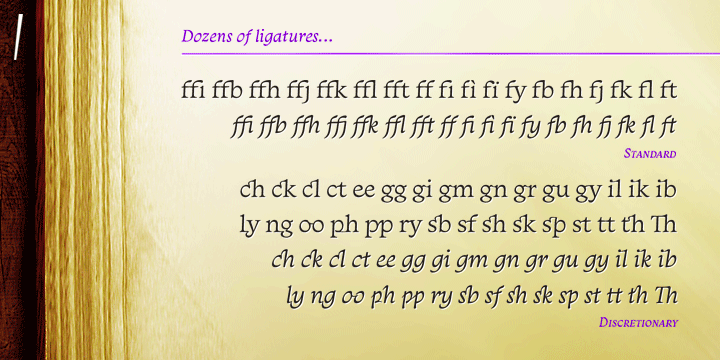 Dozens of ligatures...
ffi ffb ffh ffj ffk ffl fft ff fi fì fï fy fb fh fj fk fl ft
ffi ffb ffh ffj ffk ffl fft ff fi fì fï fy fb fh fj fk fl ft
Standard
ch ck cl ct ee gg gi gm gn gr gu gy il ik ib
ly ng oo ph pp ry sb sf sh sk sp st tt th Th
ch ck cl ct ee gg gi gm gn gr gu gy il ik ib
ly ng oo ph pp ry sb sf sh sk sp st tt th Th
Discretionary